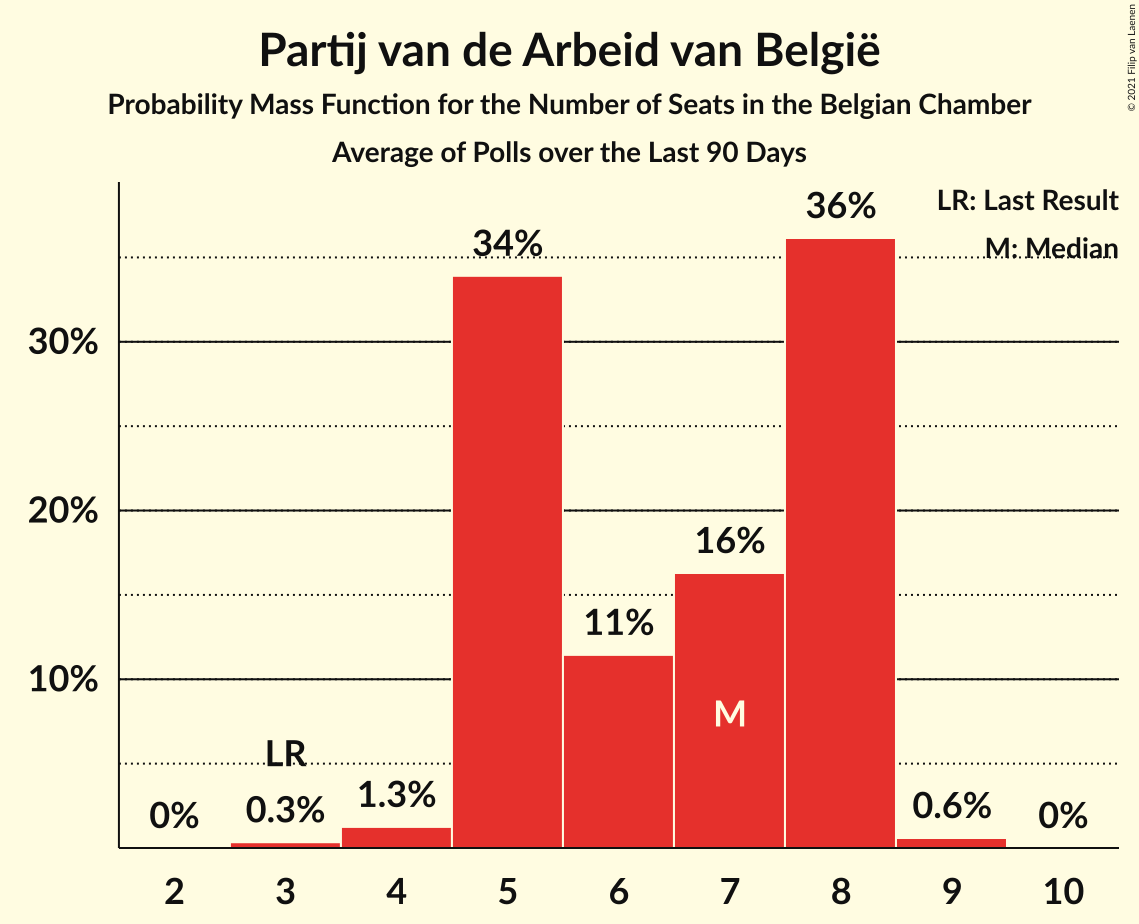 Partij van de Arbeid van België
Probability Mass Function for the Number of Seats in the Belgian Chamber
Average of Polls over the Last 90 Days
© 2021 Filip van Laenen
LR: Last Result
M: Median
36%
34%
30%
20%
16%
11%
10%
M
LR
0%
0.3%
1.3%
0.6%
0%
2 3 4 5 6 7 8 9 10